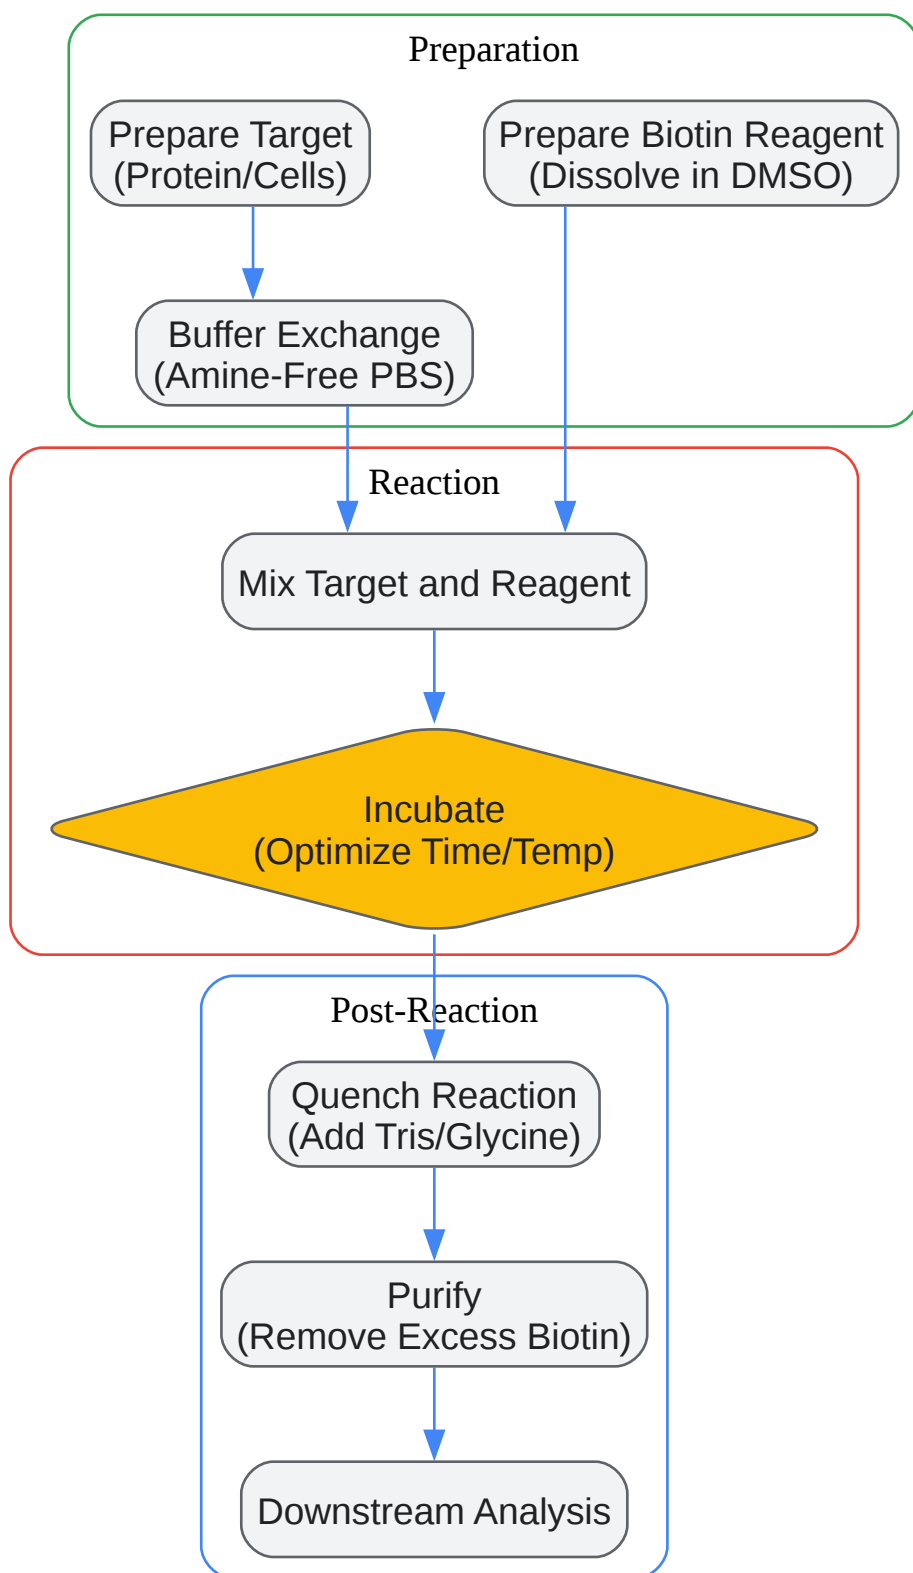 Preparation
Prepare Target
(Protein/Cells)
Prepare Biotin Reagent
(Dissolve in DMSO)
Buffer Exchange
(Amine-Free PBS)
Reaction
Mix Target and Reagent
Incubate
(Optimize Time/Temp)
Post-Reaction
Quench Reaction
(Add Tris/Glycine)
Purify
(Remove Excess Biotin)
Downstream Analysis